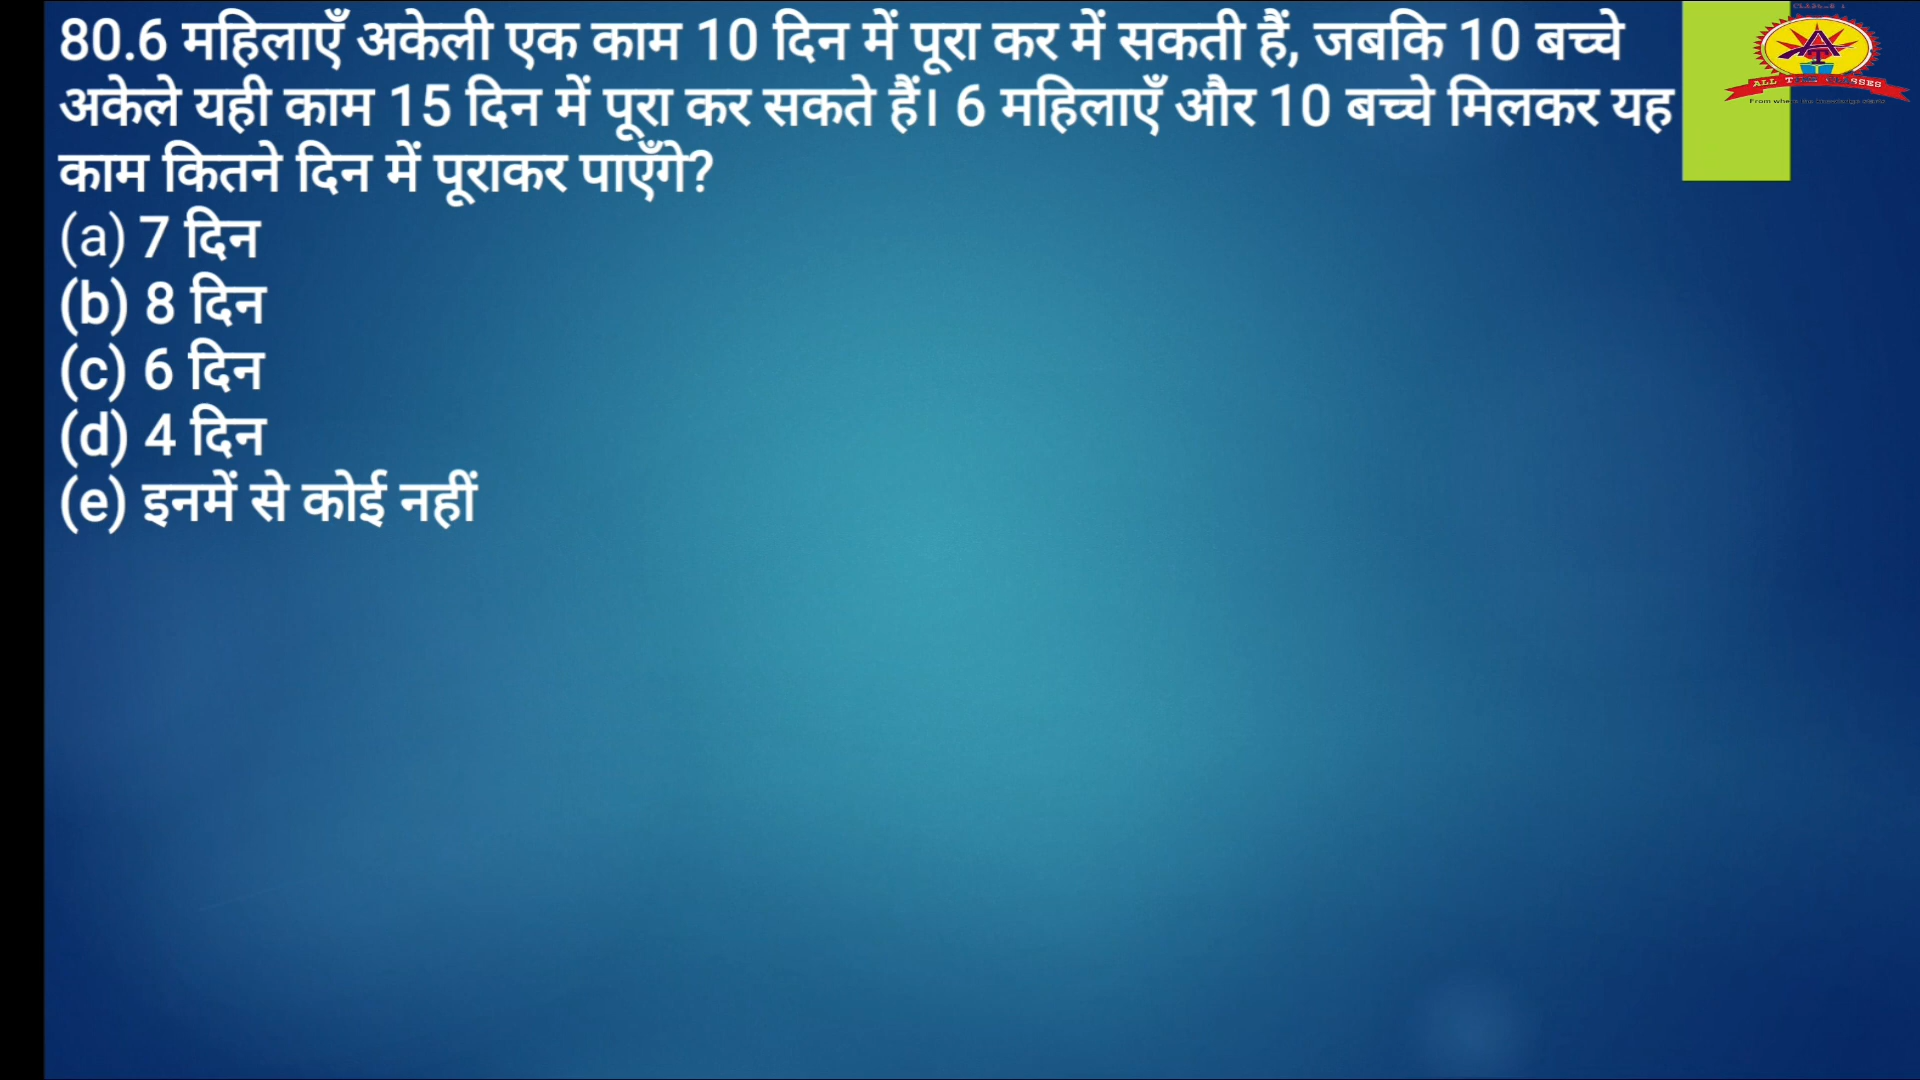 80.6 महिलाएँ अकेली एक काम 10 दिन में पूरा कर में सकती हैं, जबकि 10 बच्चे
अकेले यही काम 15 दिन में पूरा कर सकते हैं। 6 महिलाएँ और 10 बच्चे मिलकर यह
काम कितने दिन में पूराकर पाएँगे?
(a) 7 दिन
(b) 8 दिन
(c) 6 दिन
(d) 4 दिन
(e) इनमें से कोई नहीं